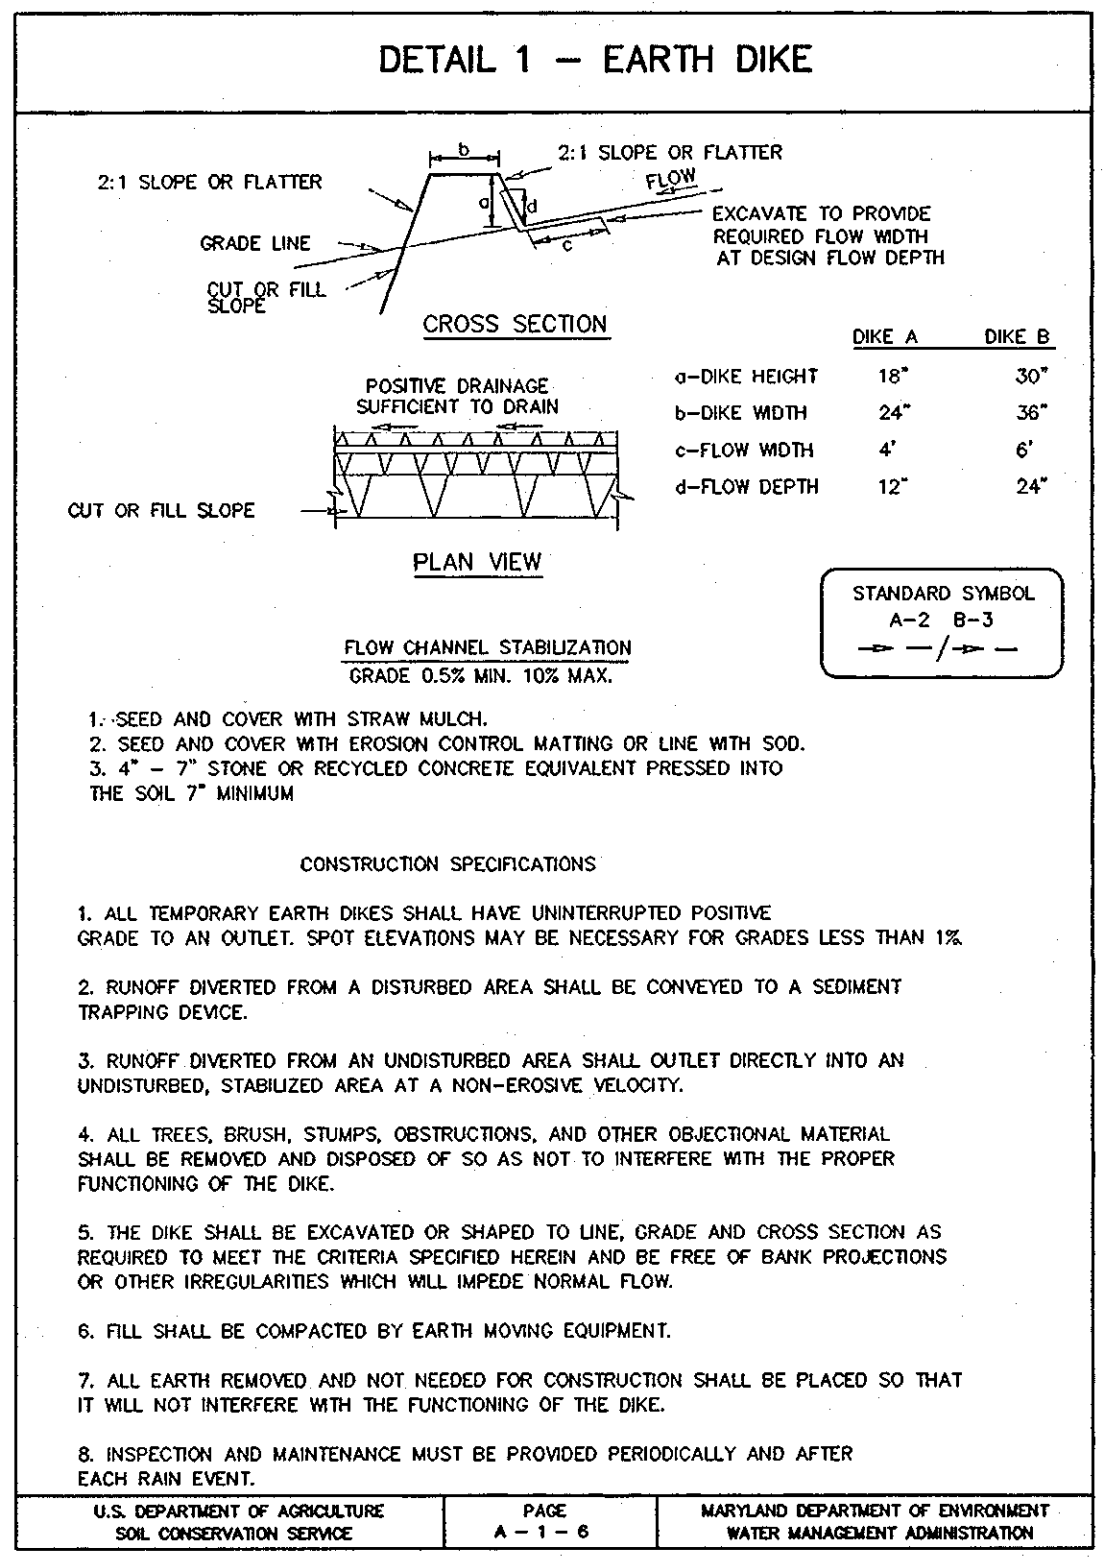 DETAIL 1 – EARTH DIKE
b
2:1 SLOPE OR FLATTER
2:1 SLOPE OR FLATTER
FLOW
a
d
EXCAVATE TO PROVIDE
REQUIRED FLOW WIDTH
AT DESIGN FLOW DEPTH
GRADE LINE
c
CUT OR FILL
SLOPE
CROSS SECTION
DIKE A DIKE B
a-DIKE HEIGHT 18" 30"
b-DIKE WIDTH 24" 36"
c-FLOW WIDTH 4' 6'
d-FLOW DEPTH 12" 24"
POSITIVE DRAINAGE
SUFFICIENT TO DRAIN
CUT OR FILL SLOPE
PLAN VIEW
STANDARD SYMBOL
A-2 B-3
FLOW CHANNEL STABILIZATION
GRADE 0.5% MIN. 10% MAX.
1. SEED AND COVER WITH STRAW MULCH.
2. SEED AND COVER WITH EROSION CONTROL MATTING OR LINE WITH SOD.
3. 4" – 7" STONE OR RECYCLED CONCRETE EQUIVALENT PRESSED INTO
THE SOIL 7" MINIMUM
CONSTRUCTION SPECIFICATIONS
1. ALL TEMPORARY EARTH DIKES SHALL HAVE UNINTERRUPTED POSITIVE
GRADE TO AN OUTLET. SPOT ELEVATIONS MAY BE NECESSARY FOR GRADES LESS THAN 1%.
2. RUNOFF DIVERTED FROM A DISTURBED AREA SHALL BE CONVEYED TO A SEDIMENT
TRAPPING DEVICE.
3. RUNOFF DIVERTED FROM AN UNDISTURBED AREA SHALL OUTLET DIRECTLY INTO AN
UNDISTURBED, STABILIZED AREA AT A NON-EROSIVE VELOCITY.
4. ALL TREES, BRUSH, STUMPS, OBSTRUCTIONS, AND OTHER OBJECTIONAL MATERIAL
SHALL BE REMOVED AND DISPOSED OF SO AS NOT TO INTERFERE WITH THE PROPER
FUNCTIONING OF THE DIKE.
5. THE DIKE SHALL BE EXCAVATED OR SHAPED TO LINE, GRADE AND CROSS SECTION AS
REQUIRED TO MEET THE CRITERIA SPECIFIED HEREIN AND BE FREE OF BANK PROJECTIONS
OR OTHER IRREGULARITIES WHICH WILL IMPEDE NORMAL FLOW.
6. FILL SHALL BE COMPACTED BY EARTH MOVING EQUIPMENT.
7. ALL EARTH REMOVED AND NOT NEEDED FOR CONSTRUCTION SHALL BE PLACED SO THAT
IT WILL NOT INTERFERE WITH THE FUNCTIONING OF THE DIKE.
8. INSPECTION AND MAINTENANCE MUST BE PROVIDED PERIODICALLY AND AFTER
EACH RAIN EVENT.
U.S. DEPARTMENT OF AGRICULTURE
SOIL CONSERVATION SERVICE
PAGE
A – 1 – 6
MARYLAND DEPARTMENT OF ENVIRONMENT
WATER MANAGEMENT ADMINISTRATION